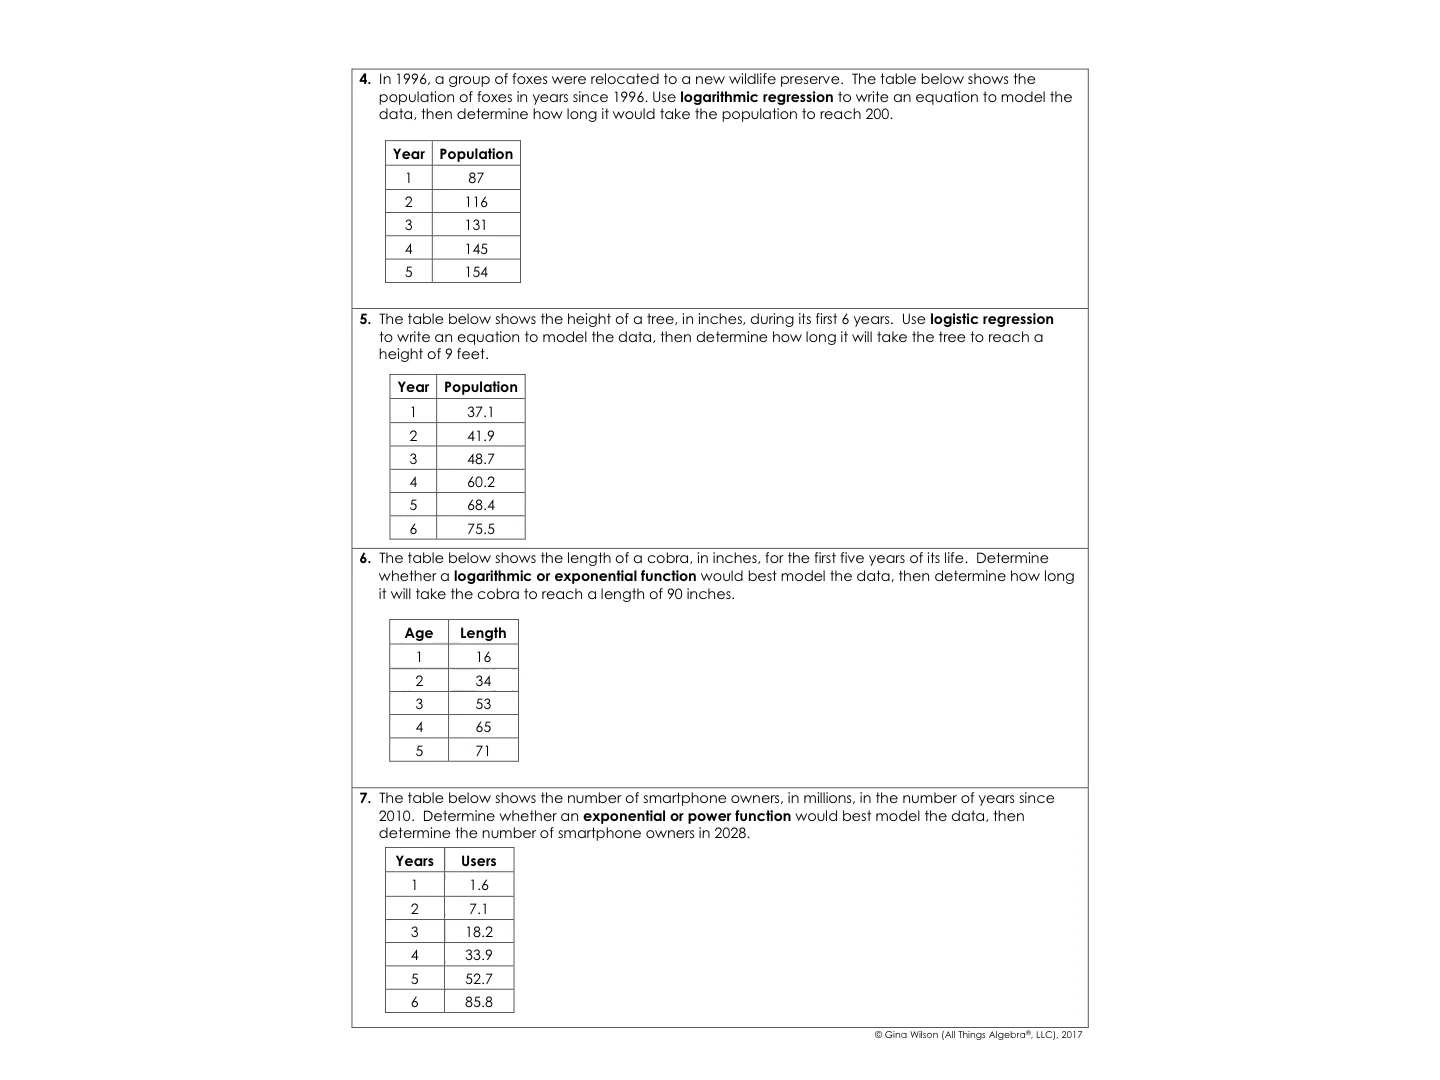 4. In 1996, a group of foxes were relocated to a new wildlife preserve. The table below shows the
population of foxes in years since 1996. Use logarithmic regression to write an equation to model the
data, then determine how long it would take the population to reach 200.
Year Population
1 87
2 116
3 131
4 145
5 154
5. The table below shows the height of a tree, in inches, during its first 6 years. Use logistic regression
to write an equation to model the data, then determine how long it will take the tree to reach a
height of 9 feet.
Year Population
1 37.1
2 41.9
3 48.7
4 60.2
5 68.4
6 75.5
6. The table below shows the length of a cobra, in inches, for the first five years of its life. Determine
whether a logarithmic or exponential function would best model the data, then determine how long
it will take the cobra to reach a length of 90 inches.
Age Length
1 16
2 34
3 53
4 65
5 71
7. The table below shows the number of smartphone owners, in millions, in the number of years since
2010. Determine whether an exponential or power function would best model the data, then
determine the number of smartphone owners in 2028.
Years Users
1 1.6
2 7.1
3 18.2
4 33.9
5 52.7
6 85.8
© Gina Wilson (All Things Algebra®, LLC), 2017